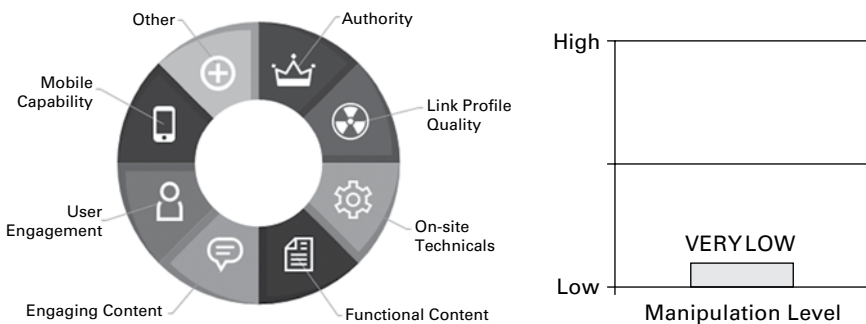 Other
Authority
Mobile
Capability
Link Profile
Quality
User
Engagement
On-site
Technicals
Engaging Content
Functional Content
High
VERY LOW
Low
Manipulation Level